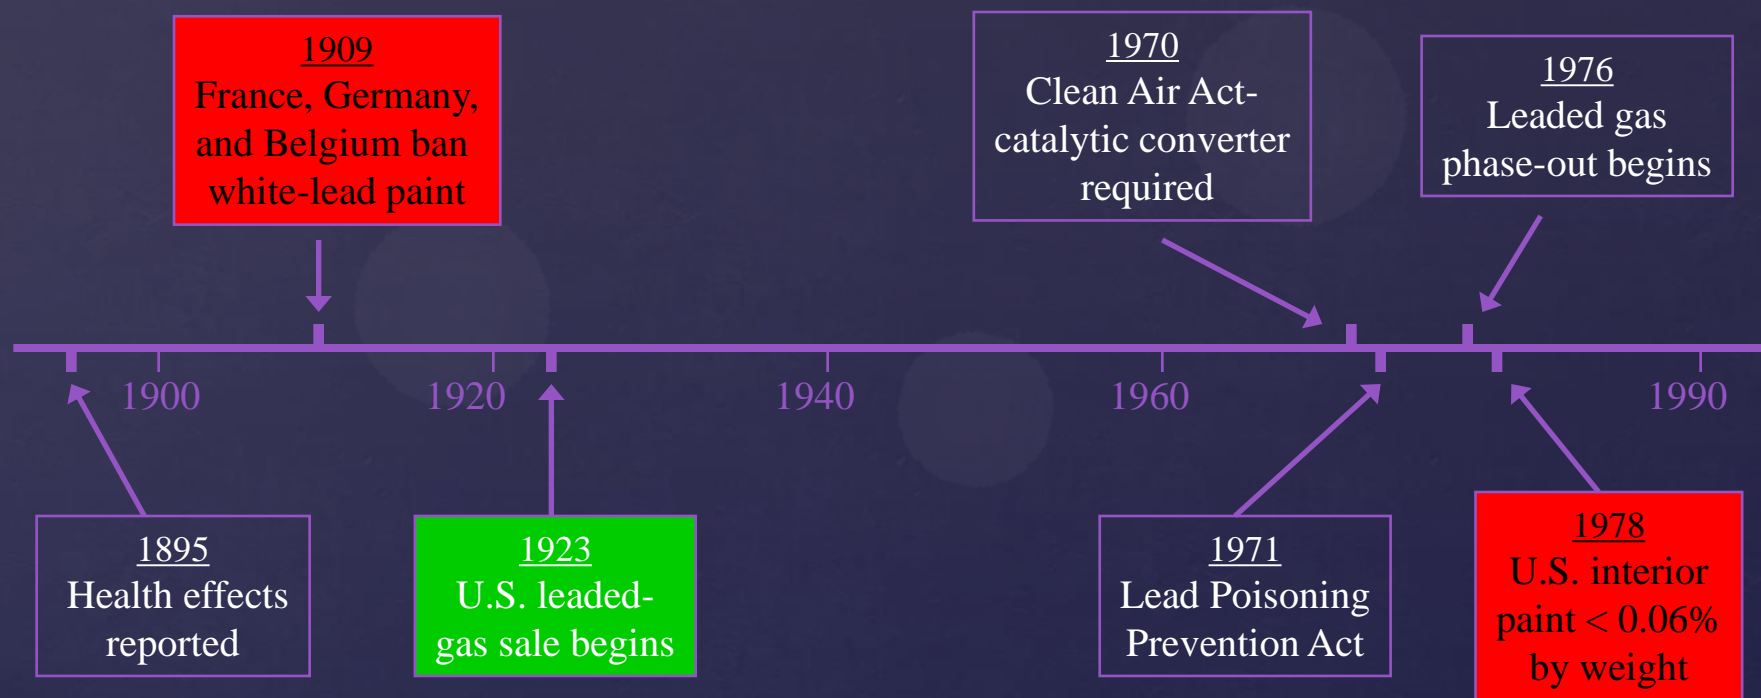 1909
France, Germany,
and Belgium ban
white-lead paint
1970
Clean Air Act-
catalytic converter
required
1976
Leaded gas
phase-out begins
1900
1920
1940
1960
1990
1895
Health effects
reported
1923
U.S. leaded-
gas sale begins
1971
Lead Poisoning
Prevention Act
1978
U.S. interior
paint < 0.06%
by weight